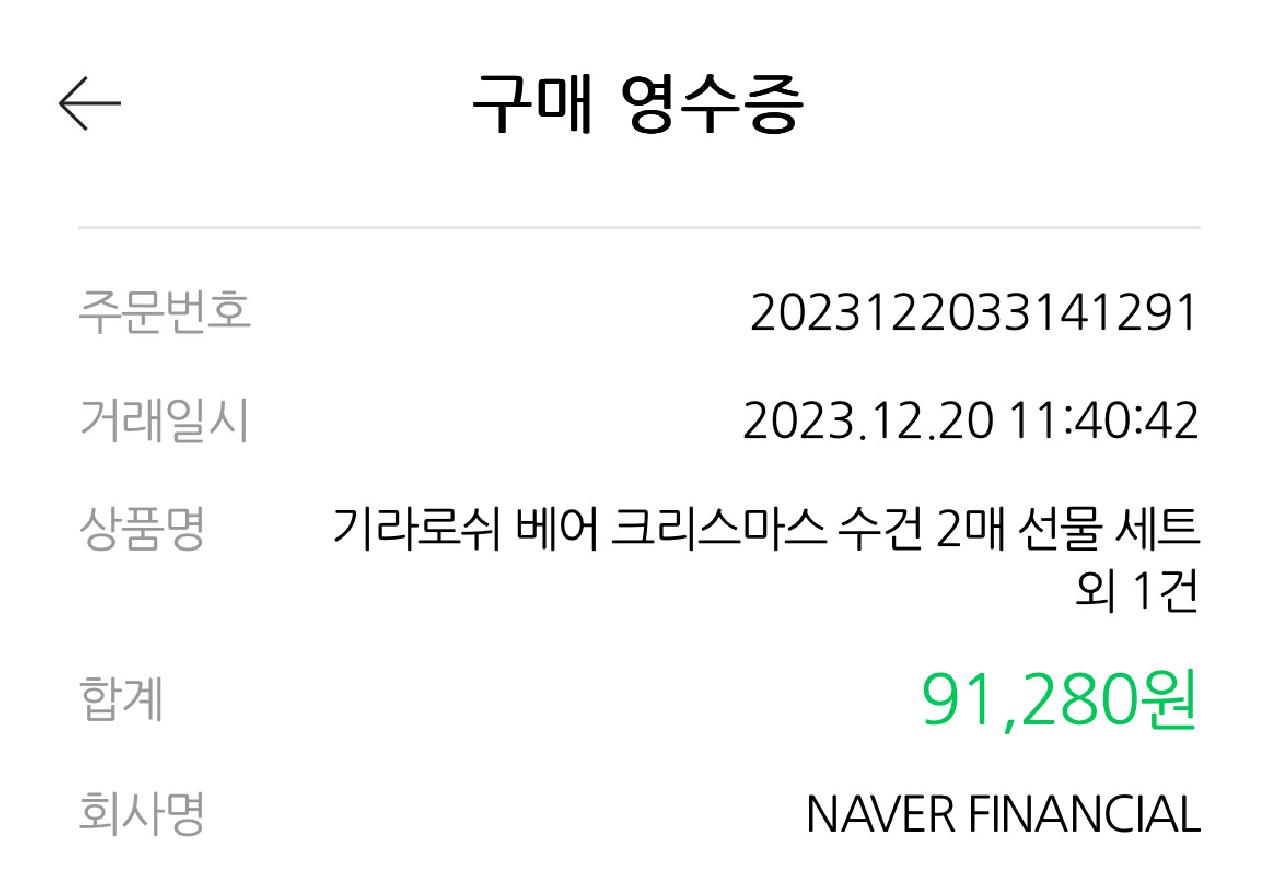 구매 영수증
주문번호 2023122033141291
거래일시 2023.12.20 11:40:42
상품명 기라로쉬 베어 크리스마스 수건 2매 선물 세트
외 1건
합계 91,280원
회사명 NAVER FINANCIAL